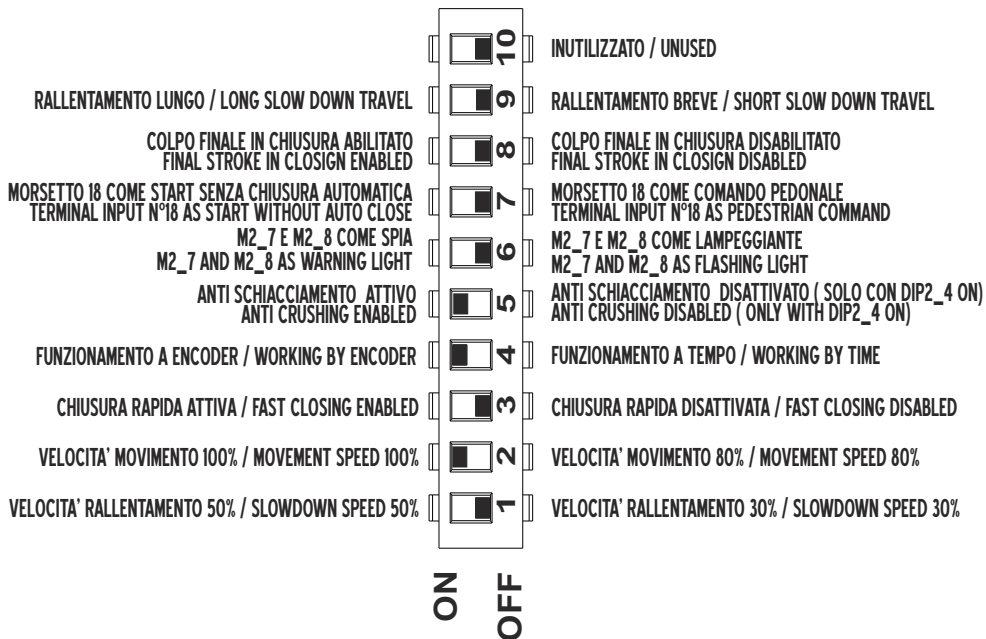 10
INUTILIZZATO / UNUSED
RALLENTAMENTO LUNGO / LONG SLOW DOWN TRAVEL
9
RALLENTAMENTO BREVE / SHORT SLOW DOWN TRAVEL
COLPO FINALE IN CHIUSURA ABILITATO
FINAL STROKE IN CLOSIGN ENABLED
8
COLPO FINALE IN CHIUSURA DISABILITATO
FINAL STROKE IN CLOSIGN DISABLED
MORSETTO 18 COME START SENZA CHIUSURA AUTOMATICA
TERMINAL INPUT N°18 AS START WITHOUT AUTO CLOSE
7
MORSETTO 18 COME COMANDO PEDONALE
TERMINAL INPUT N°18 AS PEDESTRIAN COMMAND
M2_7 E M2_8 COME SPIA
M2_7 AND M2_8 AS WARNING LIGHT
6
M2_7 E M2_8 COME LAMPEGGIANTE
M2_7 AND M2_8 AS FLASHING LIGHT
ANTI SCHIACCIAMENTO ATTIVO
ANTI CRUSHING ENABLED
5
ANTI SCHIACCIAMENTO DISATTIVATO ( SOLO CON DIP2_4 ON)
ANTI CRUSHING DISABLED ( ONLY WITH DIP2_4 ON)
FUNZIONAMENTO A ENCODER / WORKING BY ENCODER
4
FUNZIONAMENTO A TEMPO / WORKING BY TIME
CHIUSURA RAPIDA ATTIVA / FAST CLOSING ENABLED
3
CHIUSURA RAPIDA DISATTIVATA / FAST CLOSING DISABLED
VELOCITA' MOVIMENTO 100% / MOVEMENT SPEED 100%
2
VELOCITA' MOVIMENTO 80% / MOVEMENT SPEED 80%
VELOCITA' RALLENTAMENTO 50% / SLOWDOWN SPEED 50%
1
VELOCITA' RALLENTAMENTO 30% / SLOWDOWN SPEED 30%
ON
OFF